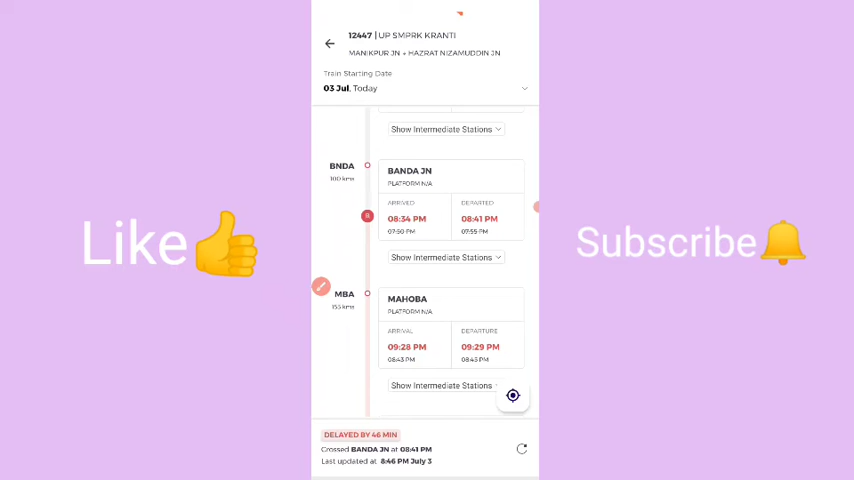 Like
12447 | UP SMPRK KRANTI
MANIKPUR JN • HAZRAT NIZAMUDDIN JN
Train Starting Date
03 Jul, Today
Show Intermediate Stations
BNDA
100 kms
BANDA JN
PLATFORM N/A
ARRIVED
DEPARTED
08:34 PM
08:41 PM
07:50 PM
07:55 PM
Show Intermediate Stations
MBA
155 kms
MAHOBA
PLATFORM N/A
ARRIVAL
DEPARTURE
09:28 PM
09:29 PM
08:43 PM
08:45 PM
Show Intermediate Stations
DELAYED BY 46 MIN
Crossed BANDA JN at 08:41 PM
Last updated at 8:46 PM July 3
Subscribe